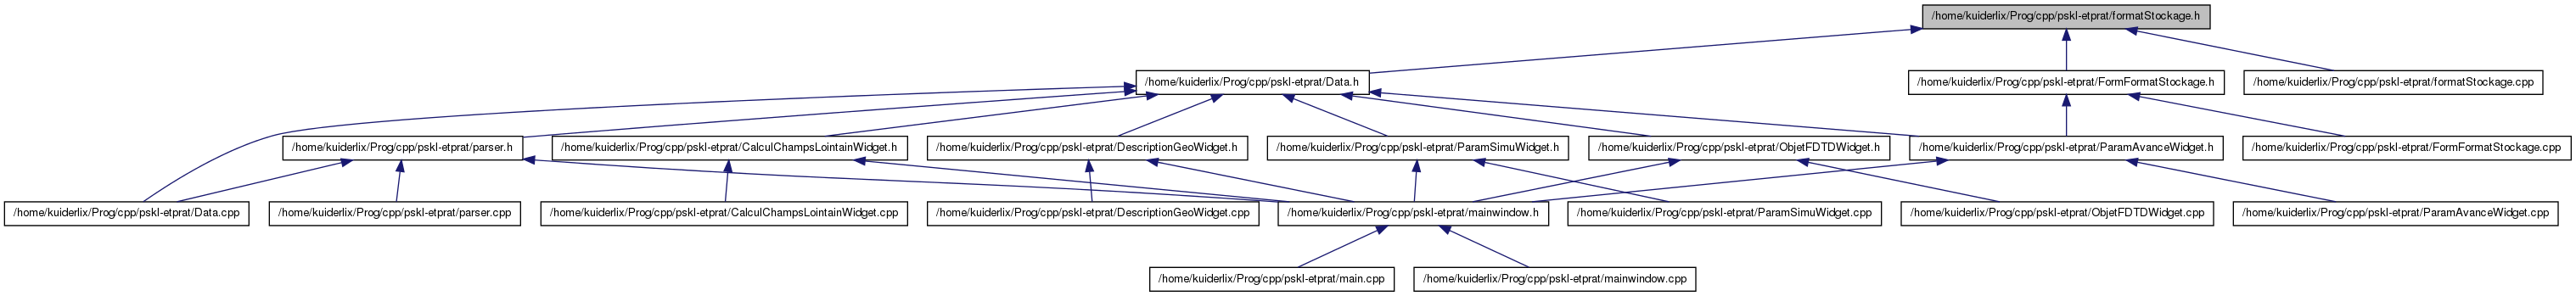 /home/kuiderlix/Prog/cpp/pskl-etprat/formatStockage.h
/home/kuiderlix/Prog/cpp/pskl-etprat/Data.h
/home/kuiderlix/Prog/cpp/pskl-etprat/FormFormatStockage.h
/home/kuiderlix/Prog/cpp/pskl-etprat/formatStockage.cpp
/home/kuiderlix/Prog/cpp/pskl-etprat/parser.h
/home/kuiderlix/Prog/cpp/pskl-etprat/CalculChampsLointainWidget.h
/home/kuiderlix/Prog/cpp/pskl-etprat/DescriptionGeoWidget.h
/home/kuiderlix/Prog/cpp/pskl-etprat/ParamSimuWidget.h
/home/kuiderlix/Prog/cpp/pskl-etprat/ObjetFDTDWidget.h
/home/kuiderlix/Prog/cpp/pskl-etprat/ParamAvanceWidget.h
/home/kuiderlix/Prog/cpp/pskl-etprat/FormFormatStockage.cpp
/home/kuiderlix/Prog/cpp/pskl-etprat/Data.cpp
/home/kuiderlix/Prog/cpp/pskl-etprat/parser.cpp
/home/kuiderlix/Prog/cpp/pskl-etprat/CalculChampsLointainWidget.cpp
/home/kuiderlix/Prog/cpp/pskl-etprat/DescriptionGeoWidget.cpp
/home/kuiderlix/Prog/cpp/pskl-etprat/mainwindow.h
/home/kuiderlix/Prog/cpp/pskl-etprat/ParamSimuWidget.cpp
/home/kuiderlix/Prog/cpp/pskl-etprat/ObjetFDTDWidget.cpp
/home/kuiderlix/Prog/cpp/pskl-etprat/ParamAvanceWidget.cpp
/home/kuiderlix/Prog/cpp/pskl-etprat/main.cpp
/home/kuiderlix/Prog/cpp/pskl-etprat/mainwindow.cpp